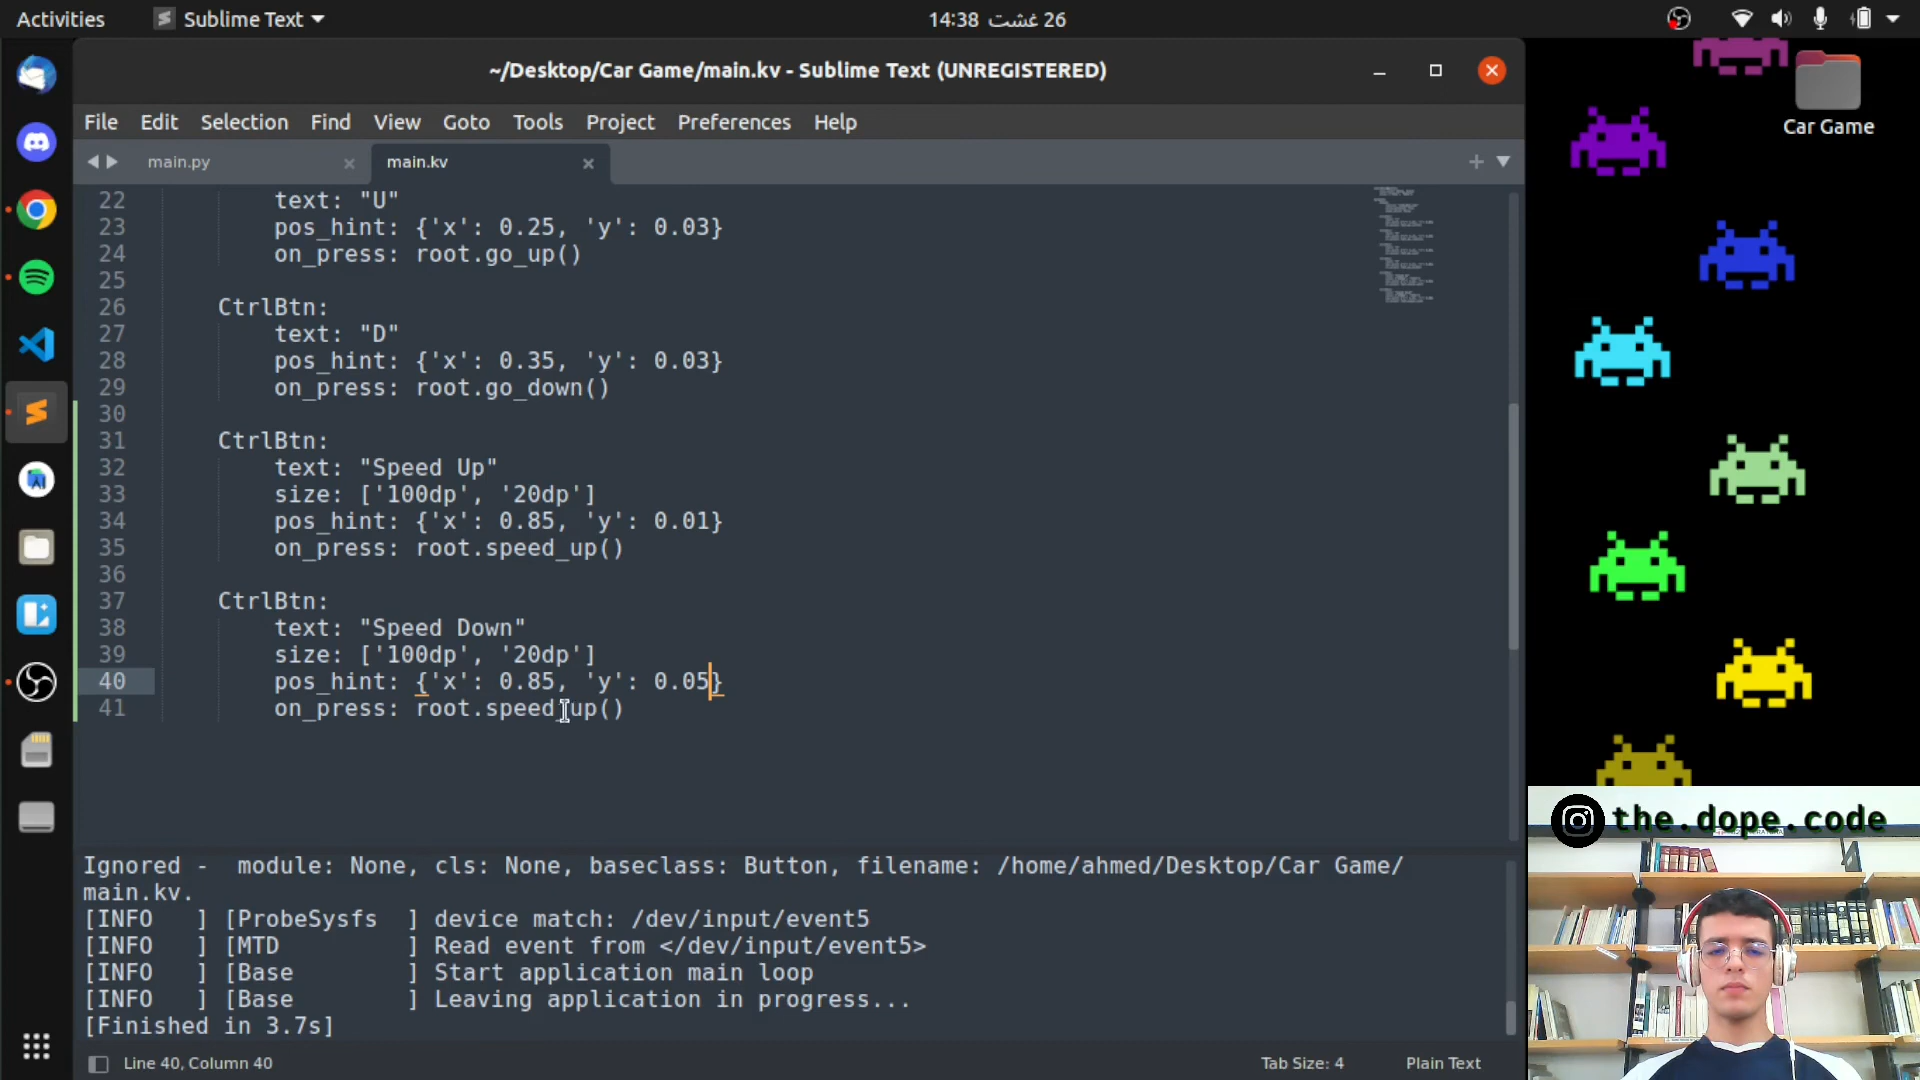 Activities
Sublime Text
14:38 غشت 26
~/Desktop/Car Game/main.kv - Sublime Text (UNREGISTERED)
File Edit Selection Find View Goto Tools Project Preferences Help
main.py
main.kv
Car Game
22 text: "U"
23 pos_hint: {'x': 0.25, 'y': 0.03}
24 on_press: root.go_up()
25
26 CtrlBtn:
27 text: "D"
28 pos_hint: {'x': 0.35, 'y': 0.03}
29 on_press: root.go_down()
30
31 CtrlBtn:
32 text: "Speed Up"
33 size: ['100dp', '20dp']
34 pos_hint: {'x': 0.85, 'y': 0.01}
35 on_press: root.speed_up()
36
37 CtrlBtn:
38 text: "Speed Down"
39 size: ['100dp', '20dp']
40 pos_hint: {'x': 0.85, 'y': 0.05}
41 on_press: root.speed_up()
the.dope.code
Ignored -  module: None, cls: None, baseclass: Button, filename: /home/ahmed/Desktop/Car Game/
main.kv.
[INFO   ] [ProbeSysfs  ] device match: /dev/input/event5
[INFO   ] [MTD         ] Read event from </dev/input/event5>
[INFO   ] [Base        ] Start application main loop
[INFO   ] [Base        ] Leaving application in progress...
[Finished in 3.7s]
Line 40, Column 40
Tab Size: 4
Plain Text